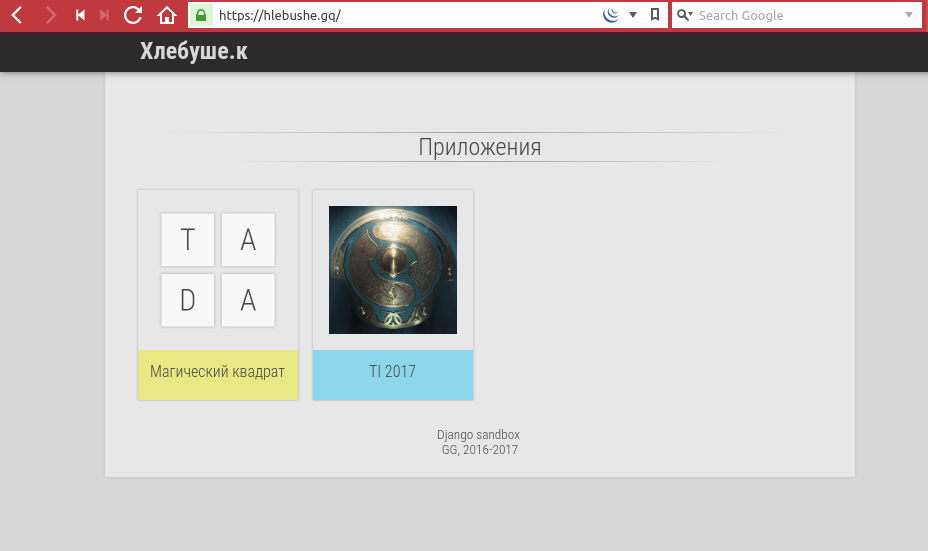 https://hlebushe.gq/
Search Google
Хлебуше.к
Приложения
T A
D A
Магический квадрат
TI 2017
Django sandbox
GG, 2016-2017